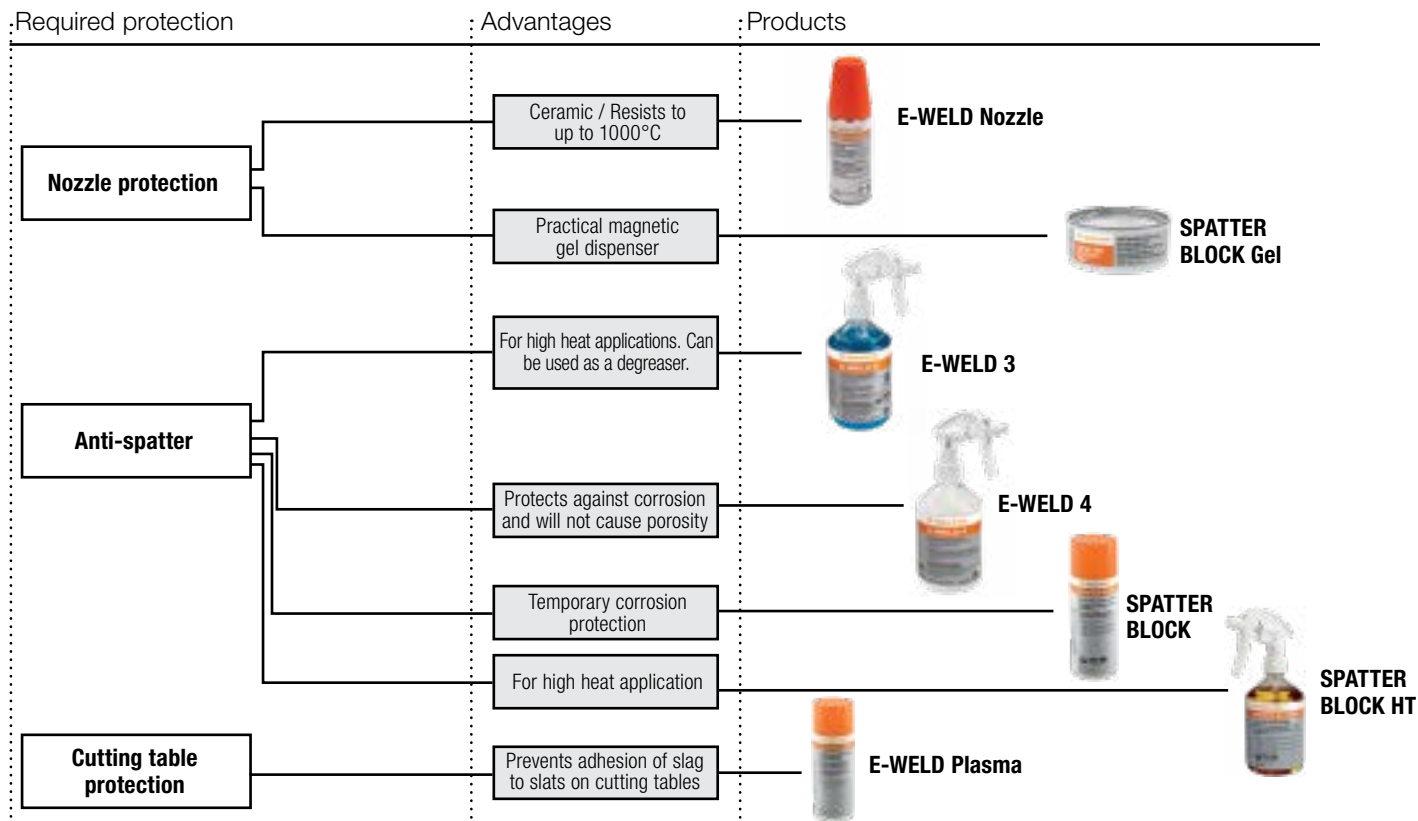 Required protection
Advantages
Products
Nozzle protection
Ceramic / Resists to
up to 1000°C
E-WELD Nozzle
Practical magnetic
gel dispenser
SPATTER
BLOCK Gel
Anti-spatter
For high heat applications. Can
be used as a degreaser.
E-WELD 3
Protects against corrosion
and will not cause porosity
E-WELD 4
Temporary corrosion
protection
SPATTER
BLOCK
For high heat application
SPATTER
BLOCK HT
Cutting table
protection
Prevents adhesion of slag
to slats on cutting tables
E-WELD Plasma